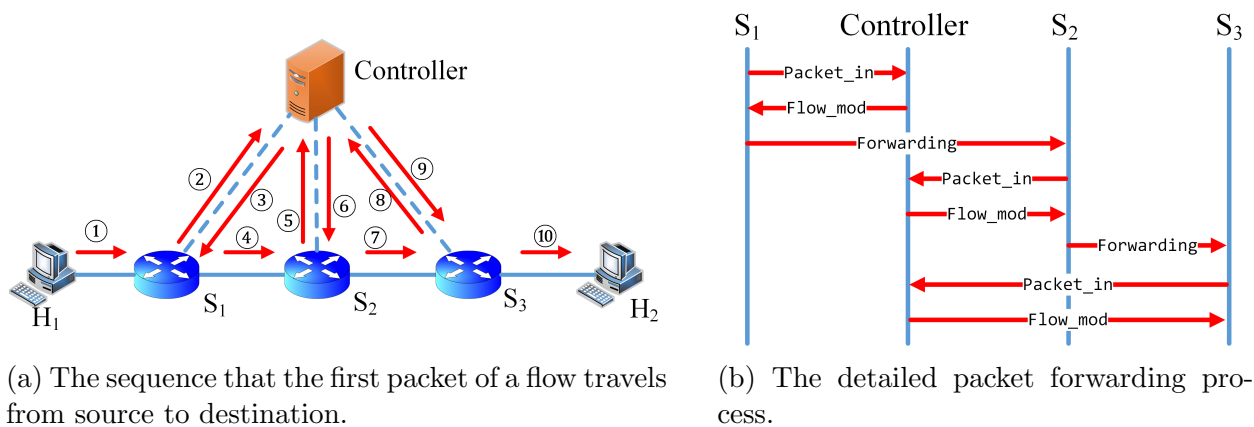 Controller
②
③
⑤
⑥
⑧
⑨
①
④
⑦
⑩
H₁
S₁
S₂
S₃
H₂
(a) The sequence that the first packet of a flow travels
from source to destination.
S₁ Controller S₂ S₃
Packet_in
Flow_mod
Forwarding
Packet_in
Flow_mod
Forwarding
Packet_in
Flow_mod
(b) The detailed packet forwarding pro-
cess.